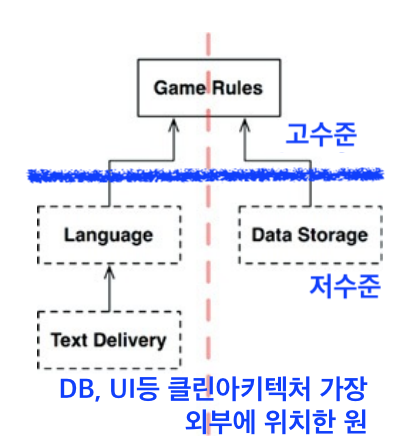 Game Rules
고수준
Language
Data Storage
저수준
Text Delivery
DB, UI등 클린아키텍처 가장
외부에 위치한 원